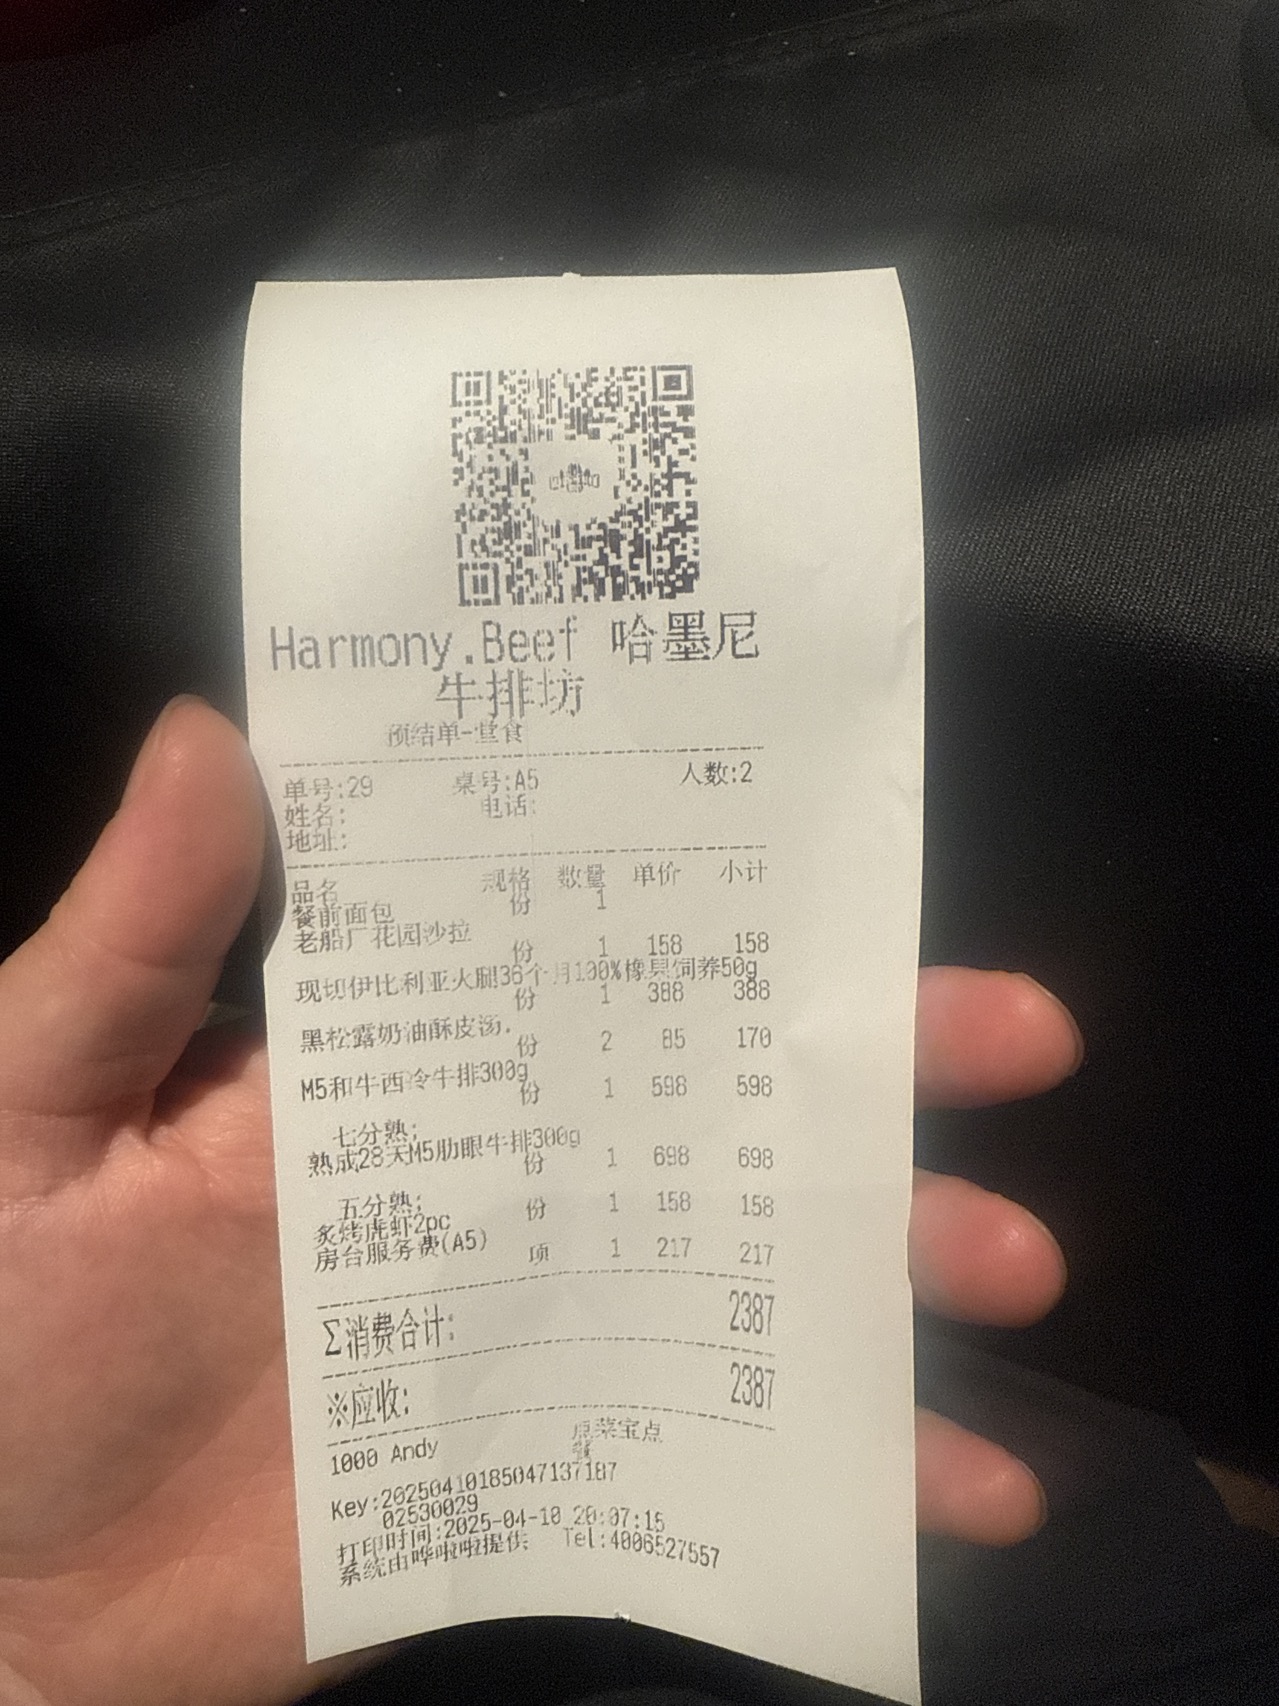 Harmony.Beef 哈墨尼
牛排坊
预结单-堂食
单号:29 桌号:A5 人数:2
姓名: 电话:
地址:
品名 规格 数量 单价 小计
餐前面包 份 1
老船厂花园沙拉
份 1 158 158
现切伊比利亚火腿36个月100%橡果饲养50g
份 1 388 388
黑松露奶油酥皮汤.
份 2 85 170
M5和牛西冷牛排300g
份 1 598 598
七分熟;
熟成28天M5肋眼牛排300g
份 1 698 698
五分熟;
炙烤虎虾2pc 份 1 158 158
房台服务费(A5) 项 1 217 217
Σ消费合计: 2387
※应收: 2387
1000 Andy 点菜宝点
餐
Key:20250410185047137187
02530029
打印时间:2025-04-10 20:07:15
系统由哗啦啦提供 Tel:4006527557